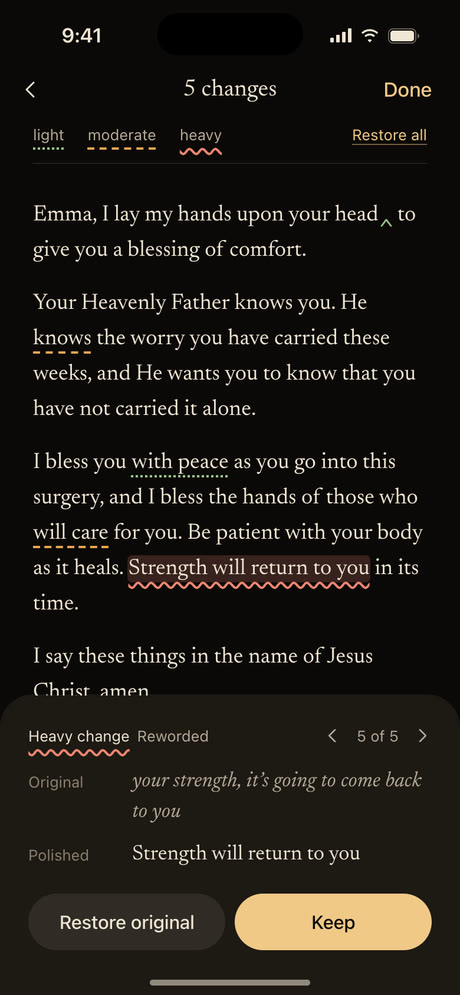 9:41
5 changes
Done
light
moderate
heavy
Restore all
Emma, I lay my hands upon your head‸ to
give you a blessing of comfort.
Your Heavenly Father knows you. He
knows the worry you have carried these
weeks, and He wants you to know that you
have not carried it alone.
I bless you with peace as you go into this
surgery, and I bless the hands of those who
will care for you. Be patient with your body
as it heals. Strength will return to you in its
time.
I say these things in the name of Jesus
Christ, amen
Heavy change Reworded
5 of 5
Original
your strength, it’s going to come back
to you
Polished
Strength will return to you
Restore original
Keep